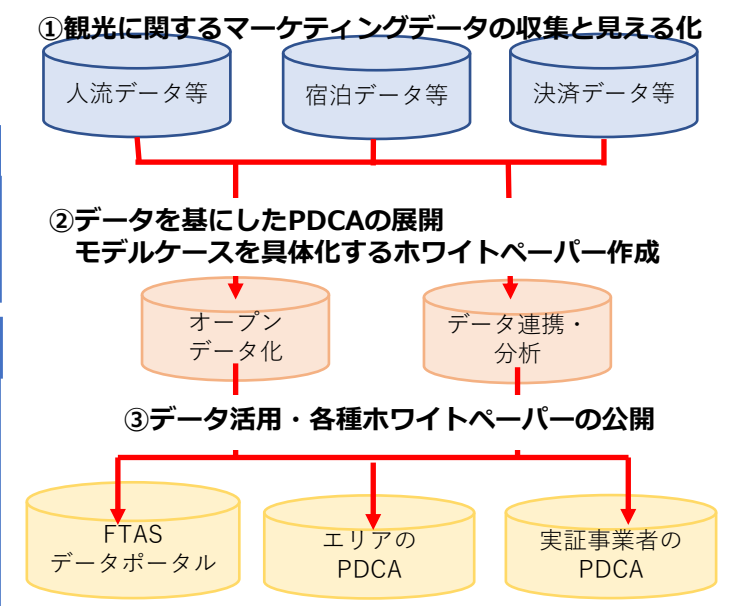 ①観光に関するマーケティングデータの収集と見える化
人流データ等
宿泊データ等
決済データ等
②データを基にしたPDCAの展開
モデルケースを具体化するホワイトペーパー作成
オープン
データ化
データ連携・
分析
③データ活用・各種ホワイトペーパーの公開
FTAS
データポータル
エリアの
PDCA
実証事業者の
PDCA